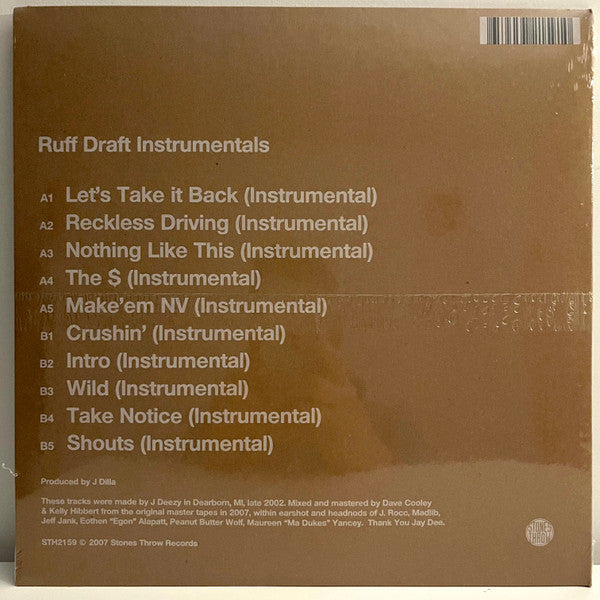 Ruff Draft Instrumentals
A1 Let's Take it Back (Instrumental)
A2 Reckless Driving (Instrumental)
A3 Nothing Like This (Instrumental)
A4 The $ (Instrumental)
A5 Make'em NV (Instrumental)
B1 Crushin' (Instrumental)
B2 Intro (Instrumental)
B3 Wild (Instrumental)
B4 Take Notice (Instrumental)
B5 Shouts (Instrumental)
Produced by J Dilla
These tracks were made by J Deezy in Dearborn, MI, late 2002. Mixed and mastered by Dave Cooley
& Kelly Hibbert from the original master tapes in 2007, within earshot and headnods of J. Rocc, Madlib,
Jeff Jank, Eothen "Egon" Alapatt, Peanut Butter Wolf, Maureen "Ma Dukes" Yancey. Thank You Jay Dee.
STH2159 © 2007 Stones Throw Records
STONES
THROW